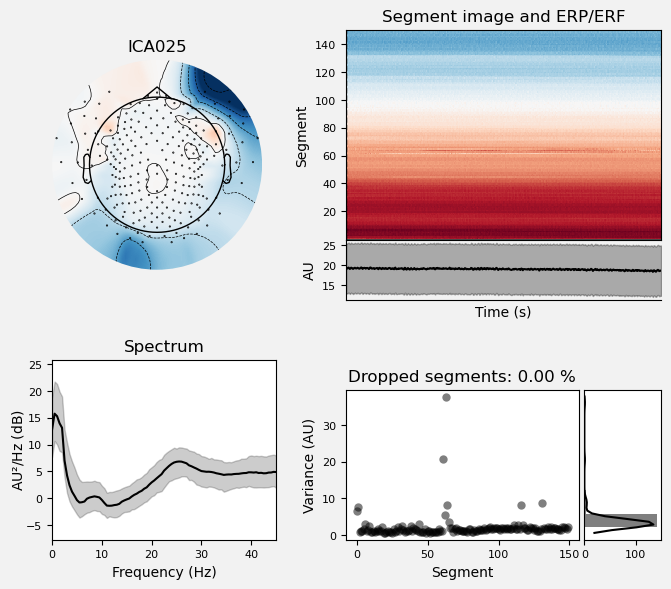 ICA025
Segment image and ERP/ERF
Segment
140
120
100
80
60
40
20
AU
25
20
15
Time (s)
Spectrum
AU²/Hz (dB)
25
20
15
10
5
0
−5
0 10 20 30 40
Frequency (Hz)
Dropped segments: 0.00 %
Variance (AU)
30
20
10
0
0 50 100 150
Segment
0 100